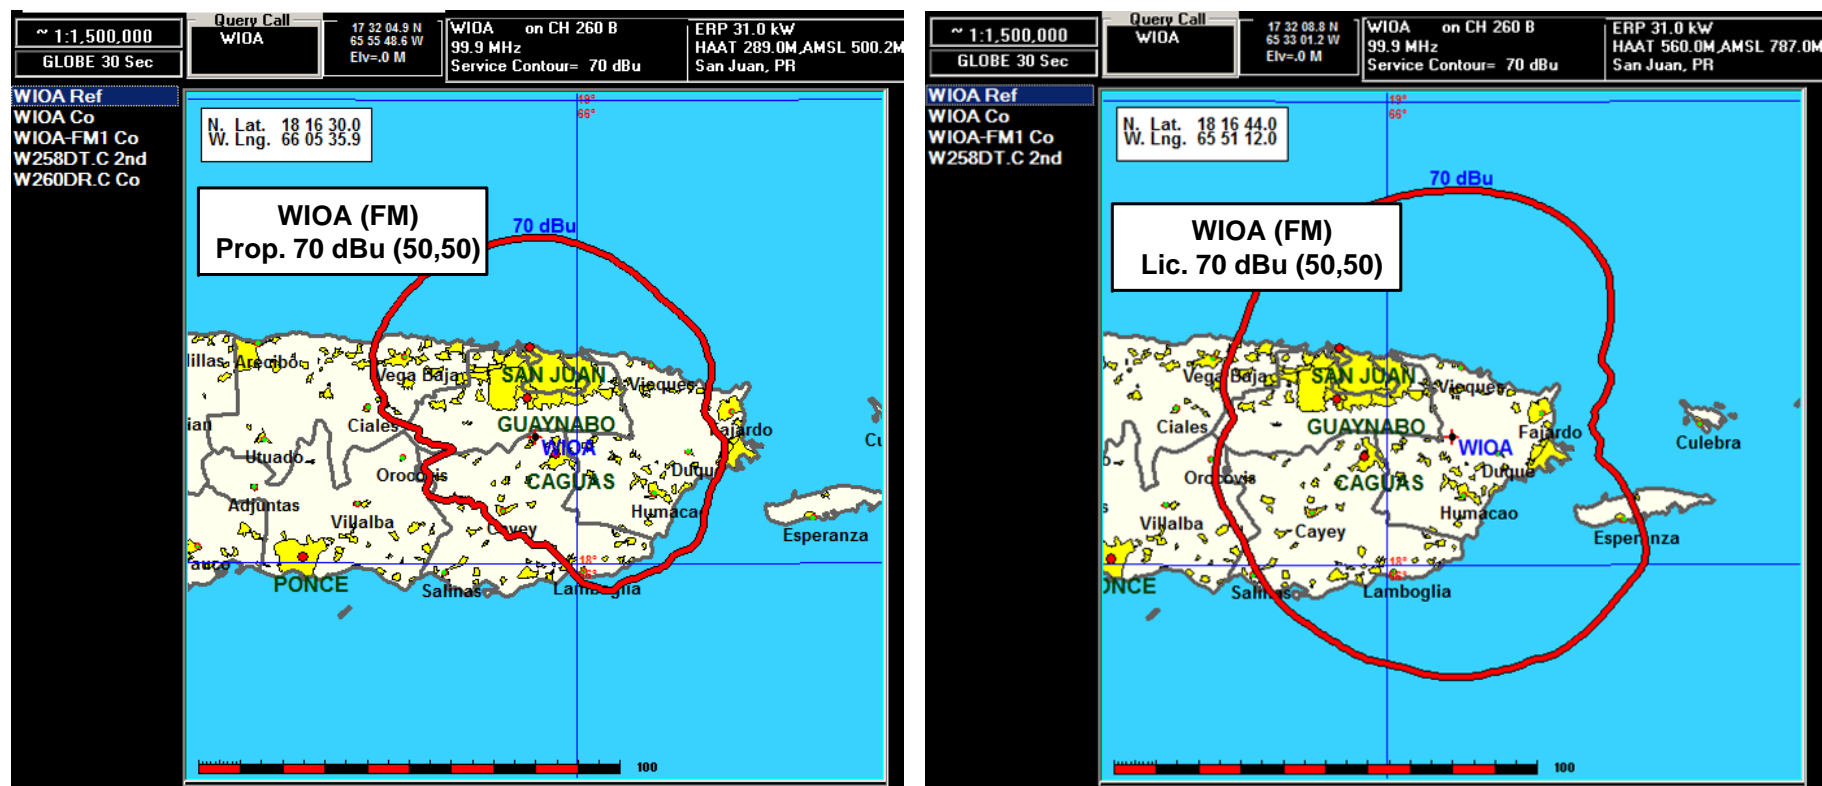 ~ 1:1,500,000
GLOBE 30 Sec
Query Call
WIOA
17 32 04.9 N
65 55 48.6 W
Elv=.0 M
WIOA on CH 260 B
99.9 MHz
Service Contour= 70 dBu
ERP 31.0 kW
HAAT 289.0M,AMSL 500.2M
San Juan, PR
WIOA Ref
WIOA Co
WIOA-FM1 Co
W258DT.C 2nd
W260DR.C Co
N. Lat. 18 16 30.0
W. Lng. 66 05 35.9
19°
66°
WIOA (FM)
Prop. 70 dBu (50,50)
70 dBu
illas
Arecibo
Vega Baja
SAN JUAN
Vieques
ian
Ciales
GUAYNABO
Fajardo
Cu
Utuado
WIOA
Orocovis
CAGUAS
Duque
Adjuntas
Villalba
Cayey
Humacao
Esperanza
auco
18°
PONCE
Salinas
Lamboglia
100
~ 1:1,500,000
GLOBE 30 Sec
Query Call
WIOA
17 32 08.8 N
65 33 01.2 W
Elv=.0 M
WIOA on CH 260 B
99.9 MHz
Service Contour= 70 dBu
ERP 31.0 kW
HAAT 560.0M,AMSL 787.0M
San Juan, PR
WIOA Ref
WIOA Co
WIOA-FM1 Co
W258DT.C 2nd
N. Lat. 18 16 44.0
W. Lng. 65 51 12.0
19°
66°
70 dBu
WIOA (FM)
Lic. 70 dBu (50,50)
Vega Baja
SAN JUAN
Vieques
Ciales
GUAYNABO
Fajardo
Culebra
WIOA
Orocovis
CAGUAS
Duque
Villalba
Cayey
Humacao
Esperanza
18°
66°
ONCE
Salinas
Lamboglia
100